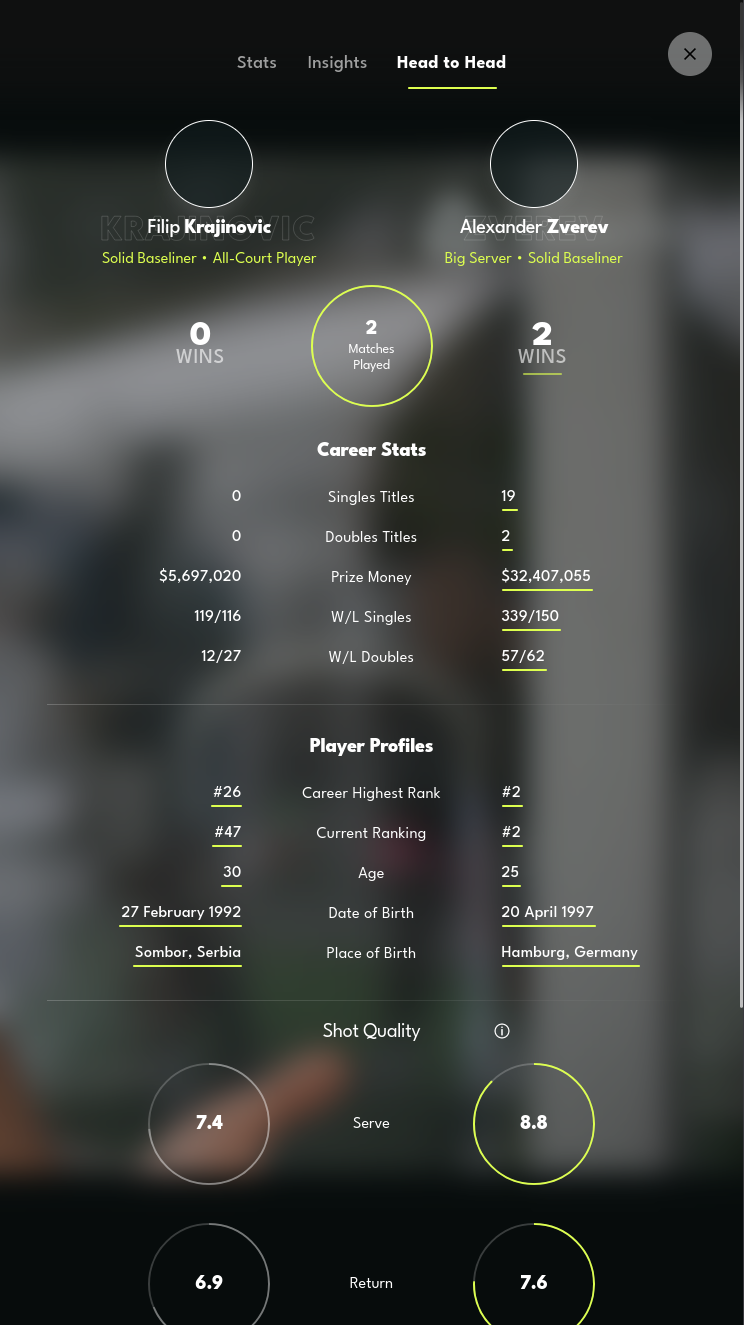 Stats Insights Head to Head
KRAJINOVIC ZVEREV
Filip Krajinovic Alexander Zverev
Solid Baseliner • All-Court Player Big Server • Solid Baseliner
0 WINS
2 Matches Played
2 WINS
Career Stats
0 Singles Titles 19
0 Doubles Titles 2
$5,697,020 Prize Money $32,407,055
119/116 W/L Singles 339/150
12/27 W/L Doubles 57/62
Player Profiles
#26 Career Highest Rank #2
#47 Current Ranking #2
30 Age 25
27 February 1992 Date of Birth 20 April 1997
Sombor, Serbia Place of Birth Hamburg, Germany
Shot Quality
7.4 Serve 8.8
6.9 Return 7.6